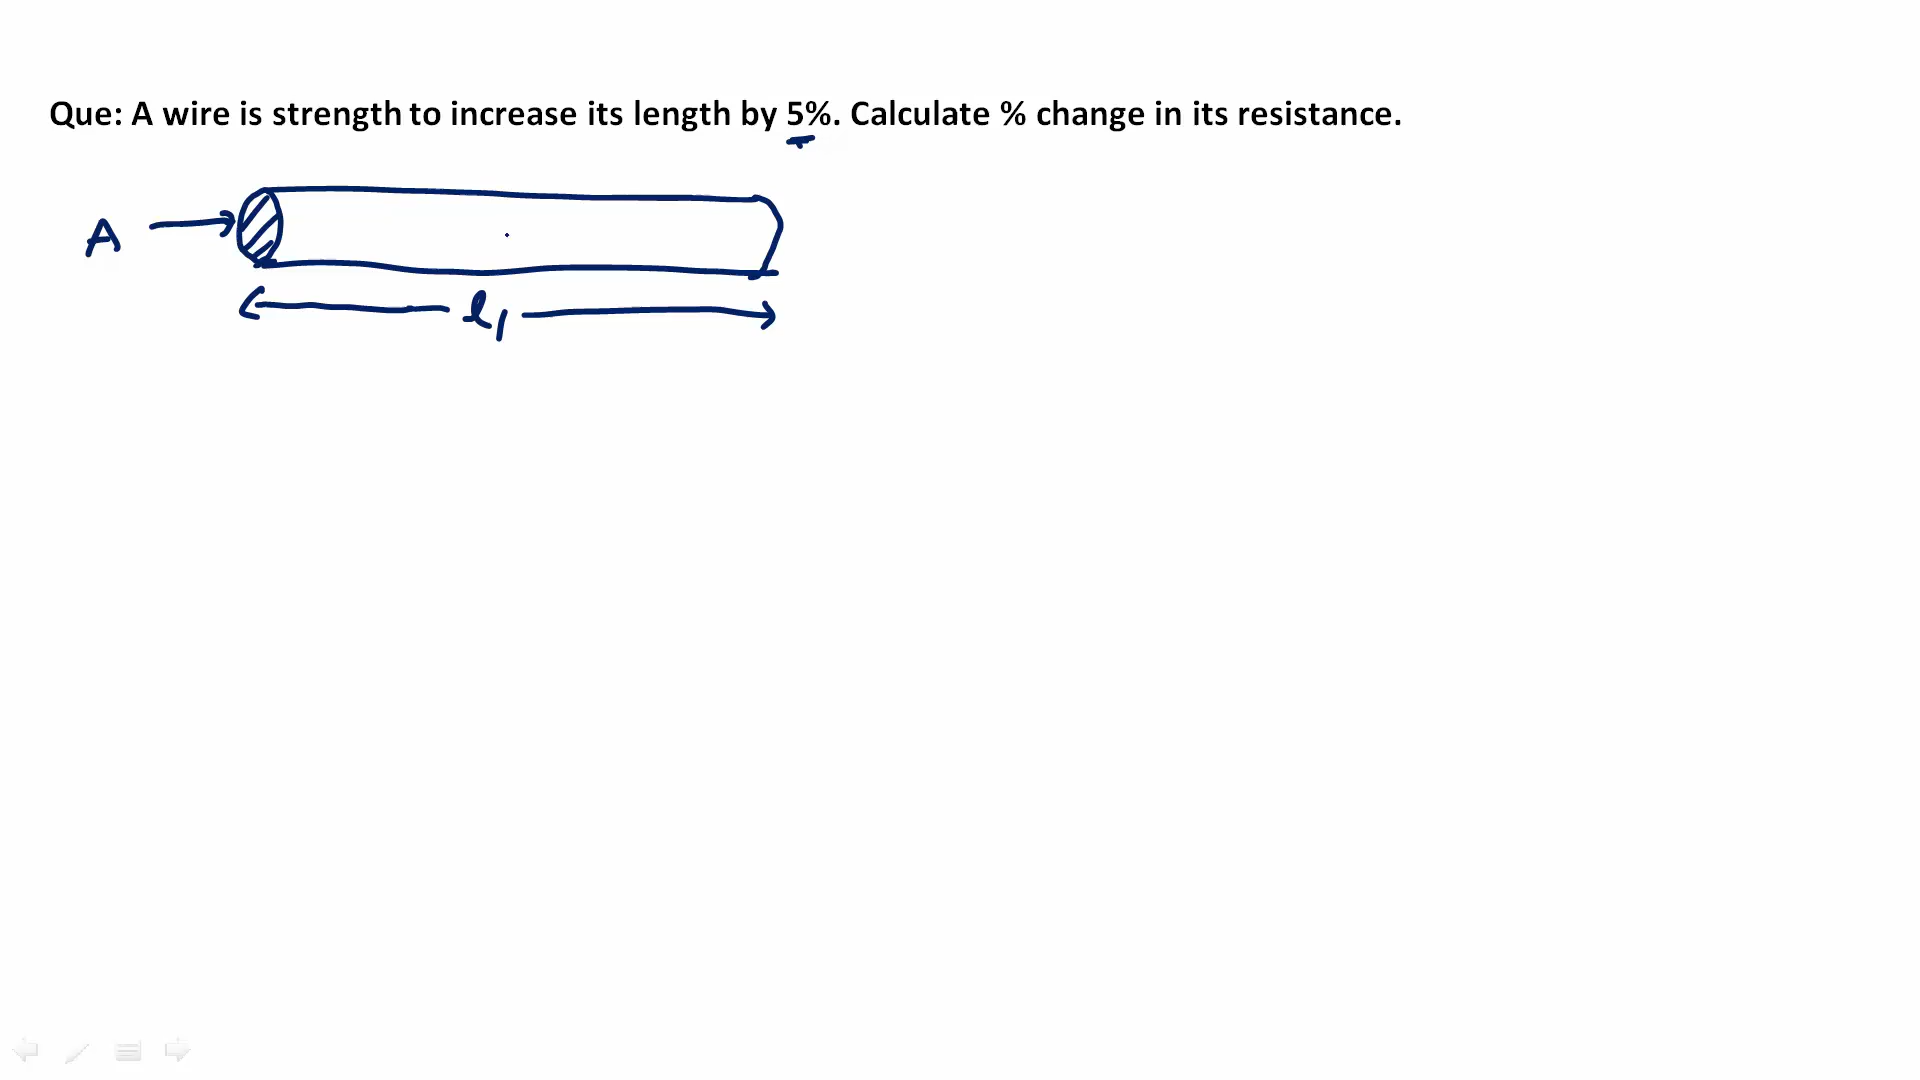 Que: A wire is strength to increase its length by 5%. Calculate % change in its resistance.
A
l₁